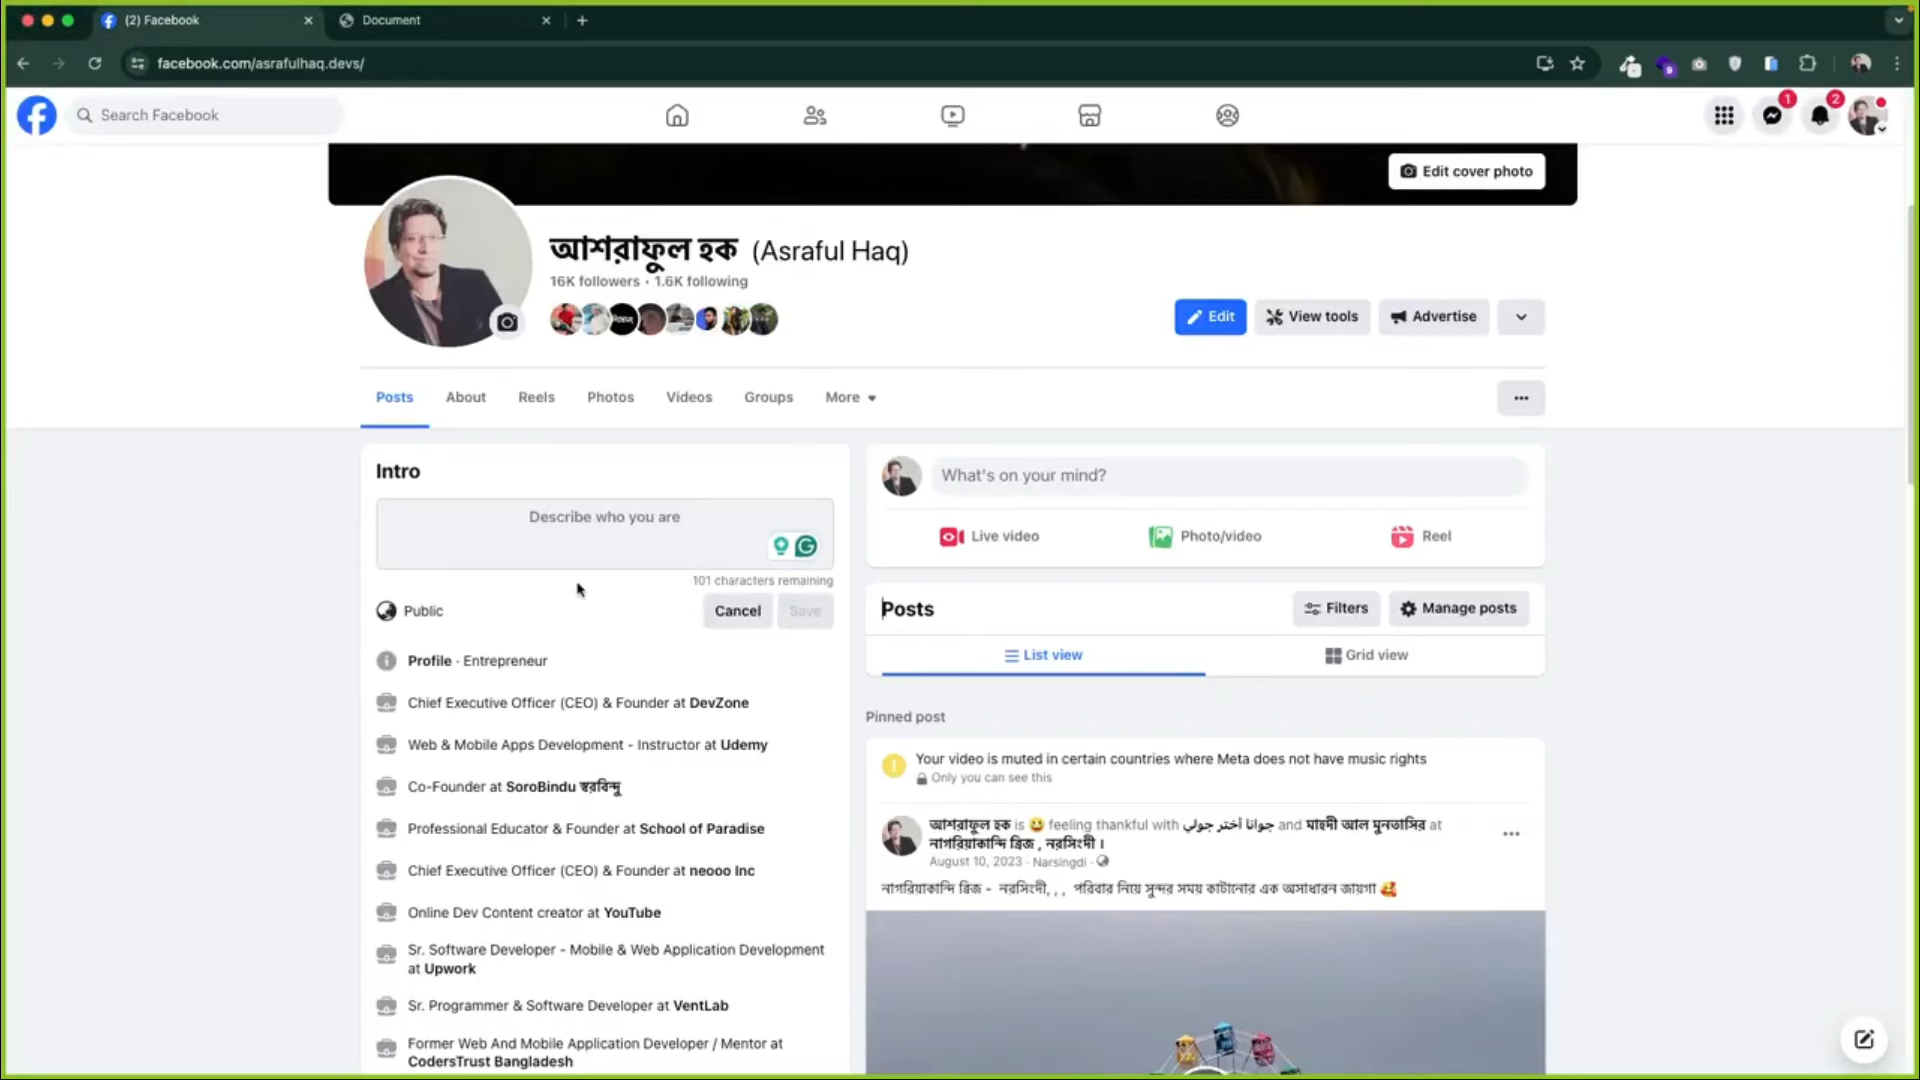 (2) Facebook
Document
facebook.com/asrafulhaq.devs/
Search Facebook
1
2
Edit cover photo
আশরাফুল হক (Asraful Haq)
16K followers • 1.6K following
Edit
View tools
Advertise
Posts
About
Reels
Photos
Videos
Groups
More
Intro
Describe who you are
101 characters remaining
Public
Cancel
Save
Profile · Entrepreneur
Chief Executive Officer (CEO) & Founder at DevZone
Web & Mobile Apps Development - Instructor at Udemy
Co-Founder at SoroBindu স্বরবিন্দু
Professional Educator & Founder at School of Paradise
Chief Executive Officer (CEO) & Founder at neooo Inc
Online Dev Content creator at YouTube
Sr. Software Developer - Mobile & Web Application Development
at Upwork
Sr. Programmer & Software Developer at VentLab
Former Web And Mobile Application Developer / Mentor at
CodersTrust Bangladesh
What's on your mind?
Live video
Photo/video
Reel
Posts
Filters
Manage posts
List view
Grid view
Pinned post
Your video is muted in certain countries where Meta does not have music rights
Only you can see this
আশরাফুল হক is 😃 feeling thankful with جوانا أختر جولي and মাহদী আল মুনতাসির at
নাগরিয়াকান্দি ব্রিজ , নরসিংদী ।
August 10, 2023 · Narsingdi ·
নাগরিয়াকান্দি ব্রিজ - নরসিংদী, , , পরিবার নিয়ে সুন্দর সময় কাটানোর এক অসাধারন জায়গা 🥰